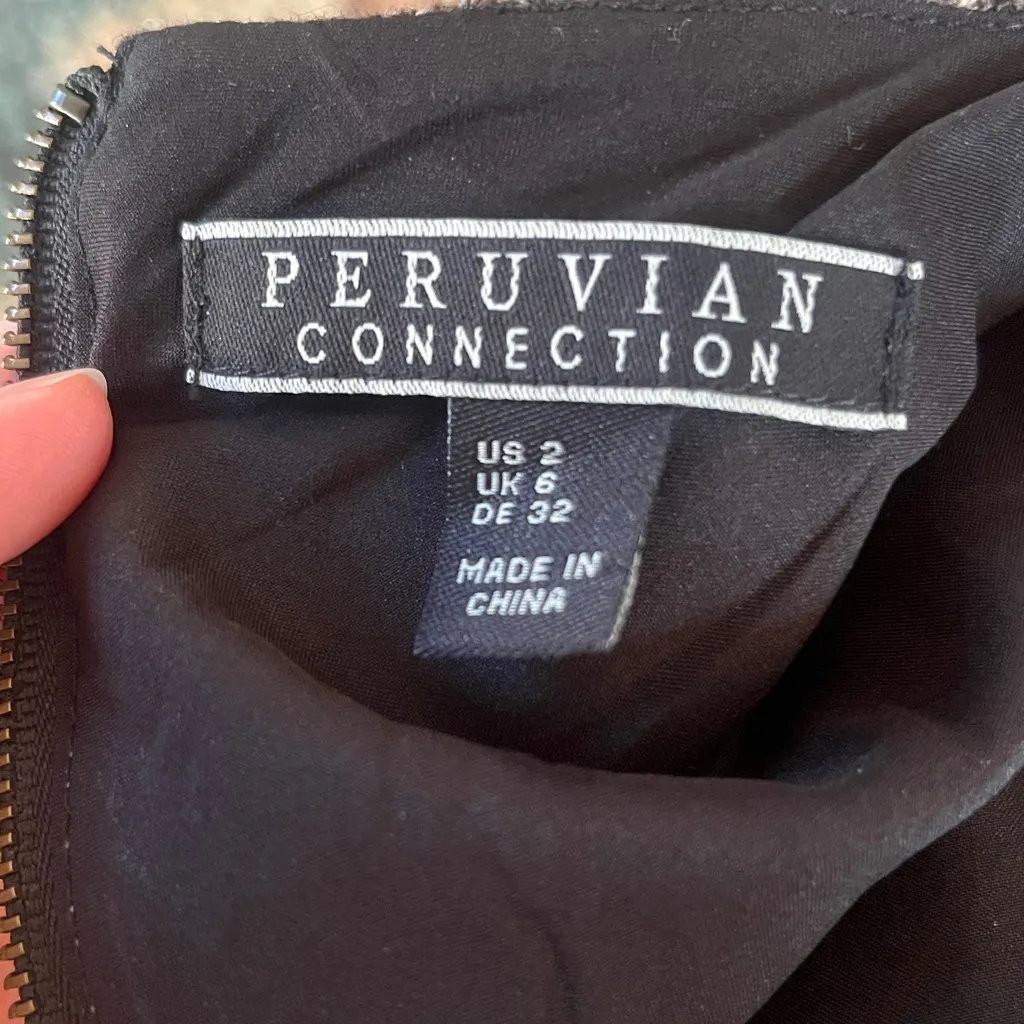 PERUVIAN
CONNECTION
US 2
UK 6
DE 32
MADE IN
CHINA